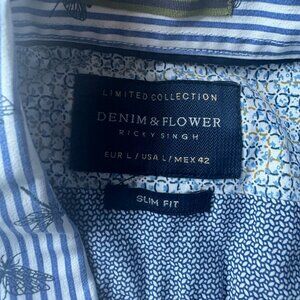 LIMITED COLLECTION
DENIM & FLOWER
RICKY SINGH
EUR L / USA L / MEX 42
SLIM FIT